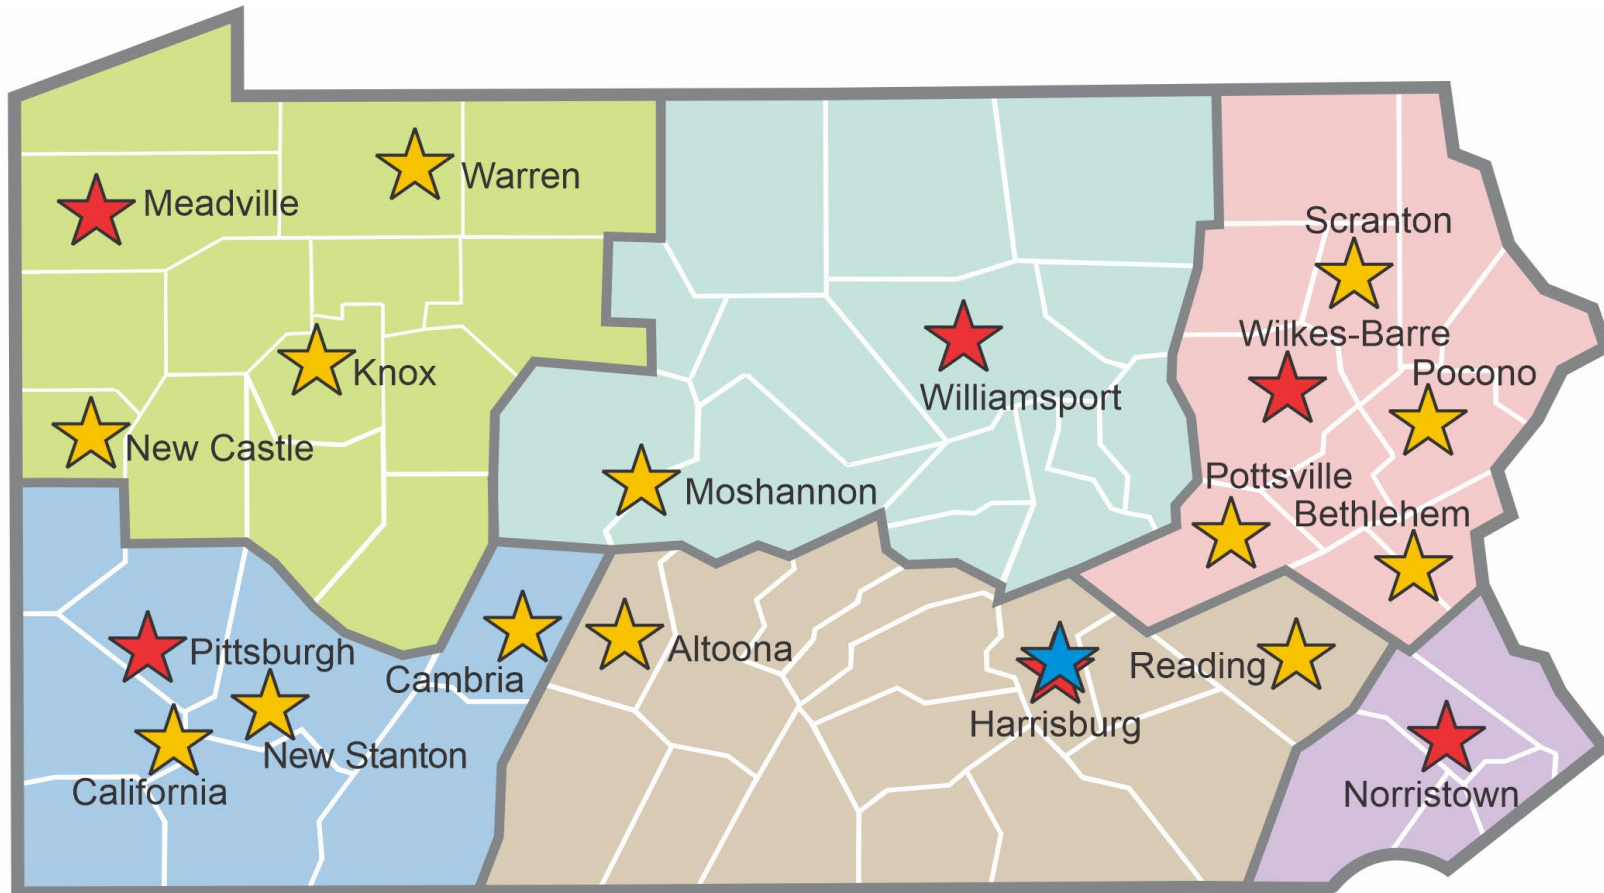 Warren
Meadville
Scranton
Wilkes-Barre
Knox
Pocono
Williamsport
New Castle
Pottsville
Moshannon
Bethlehem
Pittsburgh
Altoona
Reading
Cambria
Harrisburg
New Stanton
California
Norristown